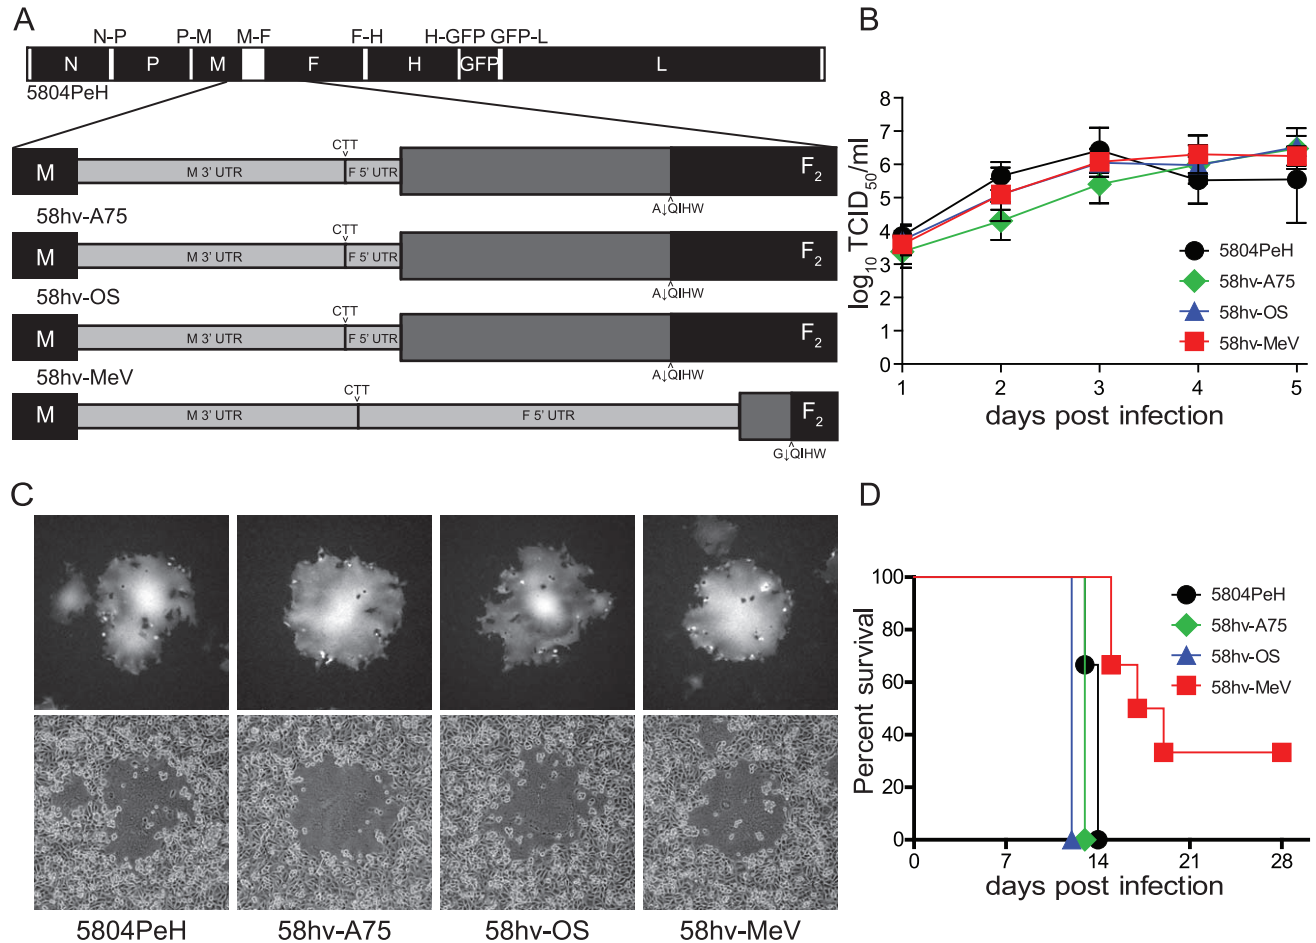 A
N-P P-M M-F F-H H-GFP GFP-L
N P M F H GFP L
5804PeH
CTT
M M 3' UTR F 5' UTR F2
A↓QIHW
58hv-A75
CTT
M M 3' UTR F 5' UTR F2
A↓QIHW
58hv-OS
CTT
M M 3' UTR F 5' UTR F2
A↓QIHW
58hv-MeV
CTT
M M 3' UTR F 5' UTR F2
G↓QIHW
B
log10 TCID50/ml
8
7
6
5
4
3
2
1
0
1 2 3 4 5
days post infection
5804PeH
58hv-A75
58hv-OS
58hv-MeV
C
5804PeH 58hv-A75 58hv-OS 58hv-MeV
D
Percent survival
100
80
60
40
20
0
0 7 14 21 28
days post infection
5804PeH
58hv-A75
58hv-OS
58hv-MeV